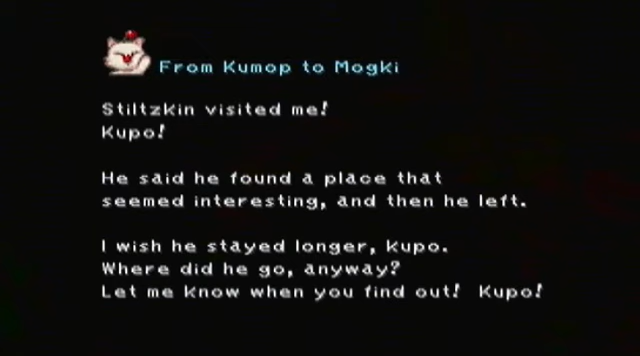 From Kumop to Mogki
Stiltzkin visited me!
Kupo!
He said he found a place that
seemed interesting, and then he left.
I wish he stayed longer, kupo.
Where did he go, anyway?
Let me know when you find out!  Kupo!